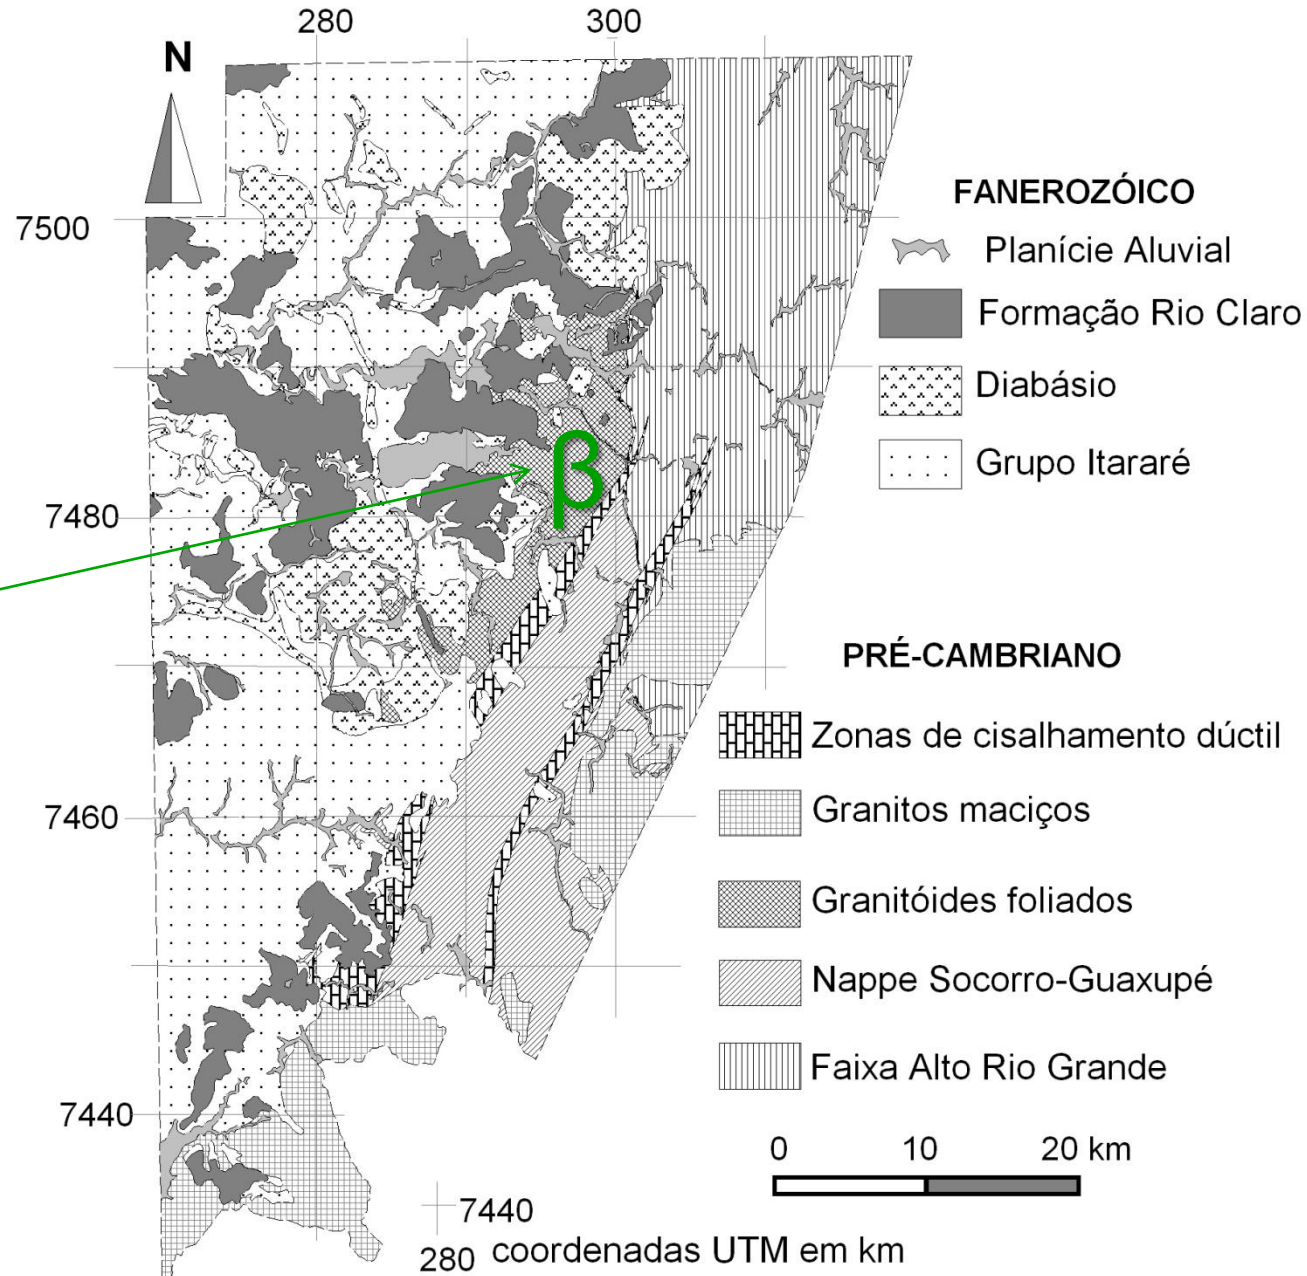 280
300
N
7500
7480
7460
7440
β
FANEROZÓICO
Planície Aluvial
Formação Rio Claro
Diabásio
Grupo Itararé
PRÉ-CAMBRIANO
Zonas de cisalhamento dúctil
Granitos maciços
Granitóides foliados
Nappe Socorro-Guaxupé
Faixa Alto Rio Grande
0 10 20 km
7440
280 coordenadas UTM em km